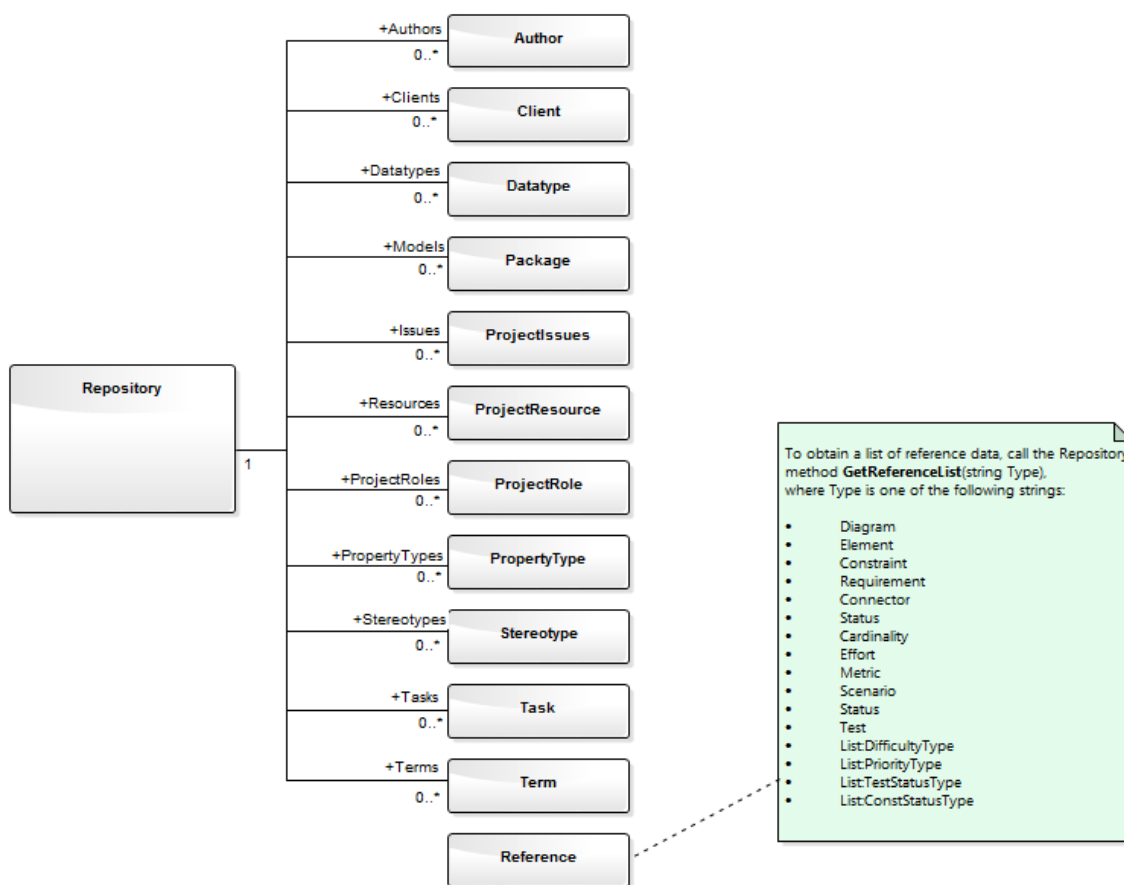 +Authors
0..*
Author
+Clients
0..*
Client
+Datatypes
0..*
Datatype
+Models
0..*
Package
+Issues
0..*
ProjectIssues
+Resources
0..*
ProjectResource
+ProjectRoles
0..*
ProjectRole
+PropertyTypes
0..*
PropertyType
+Stereotypes
0..*
Stereotype
+Tasks
0..*
Task
+Terms
0..*
Term
Reference
Repository
1
To obtain a list of reference data, call the Repository
method GetReferenceList(string Type),
where Type is one of the following strings:
• Diagram
• Element
• Constraint
• Requirement
• Connector
• Status
• Cardinality
• Effort
• Metric
• Scenario
• Status
• Test
• List:DifficultyType
• List:PriorityType
• List:TestStatusType
• List:ConstStatusType